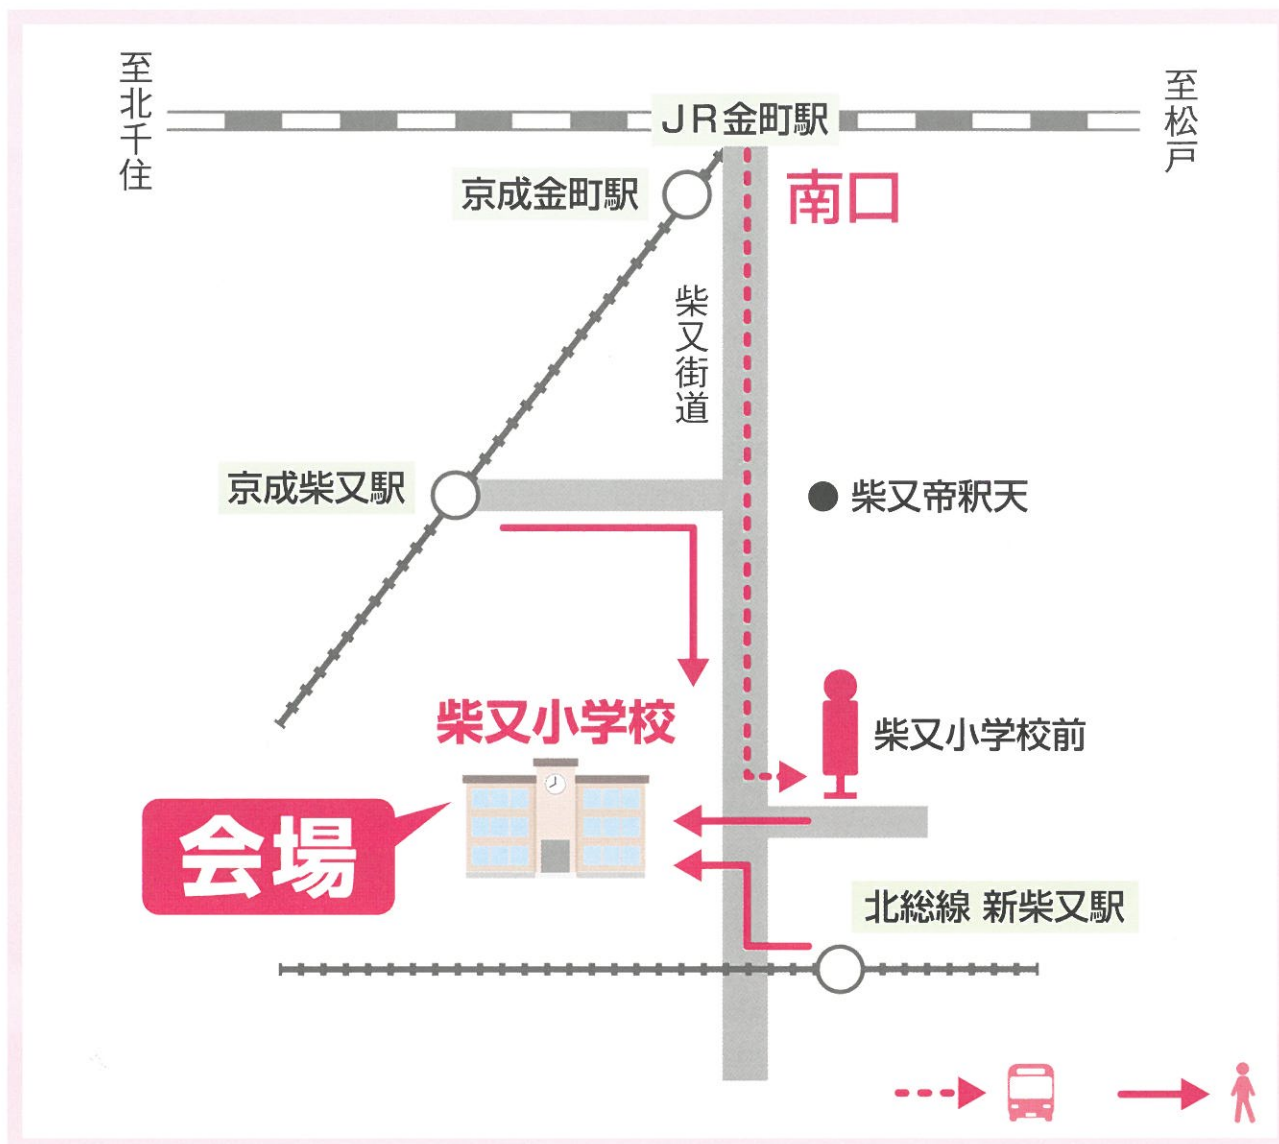 至北千住
JR金町駅
至松戸
京成金町駅
南口
柴又街道
京成柴又駅
柴又帝釈天
柴又小学校
柴又小学校前
会場
北総線 新柴又駅